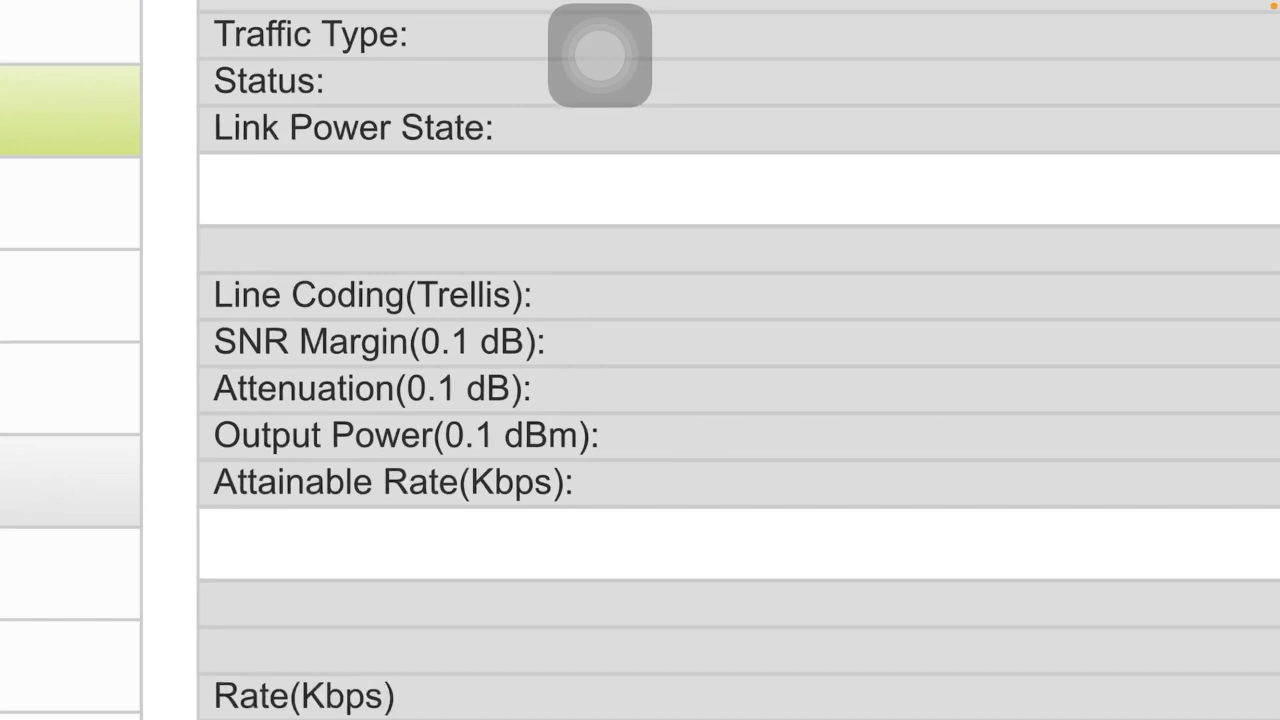 Traffic Type:
Status:
Link Power State:
Line Coding(Trellis):
SNR Margin(0.1 dB):
Attenuation(0.1 dB):
Output Power(0.1 dBm):
Attainable Rate(Kbps):
Rate(Kbps)